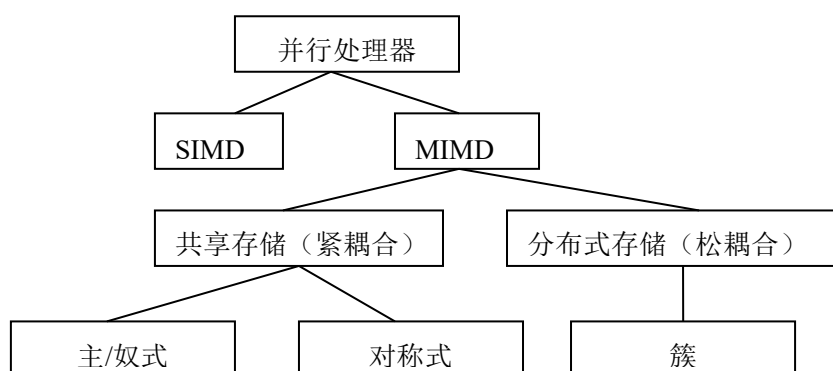 并行处理器
SIMD
MIMD
共享存储（紧耦合）
分布式存储（松耦合）
主/奴式
对称式
簇